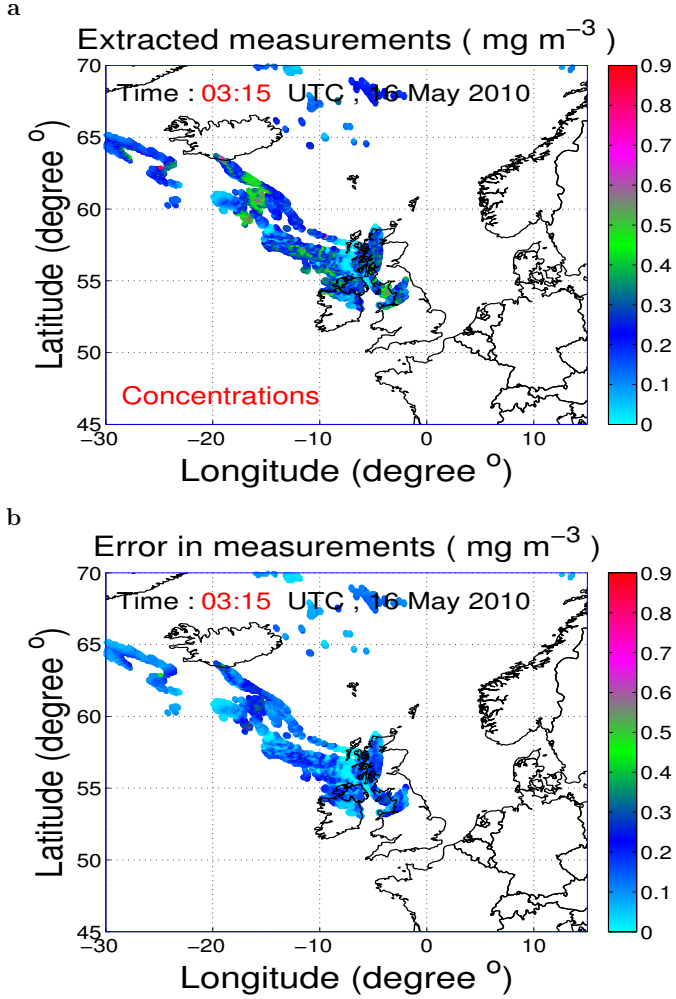 a
Extracted measurements ( mg m⁻³ )
Time : 03:15 UTC , 16 May 2010
Concentrations
Latitude (degree °)
70
65
60
55
50
45
−30 −20 −10 0 10
Longitude (degree °)
0.9
0.8
0.7
0.6
0.5
0.4
0.3
0.2
0.1
0
b
Error in measurements ( mg m⁻³ )
Time : 03:15 UTC , 16 May 2010
Latitude (degree °)
70
65
60
55
50
45
−30 −20 −10 0 10
Longitude (degree °)
0.9
0.8
0.7
0.6
0.5
0.4
0.3
0.2
0.1
0